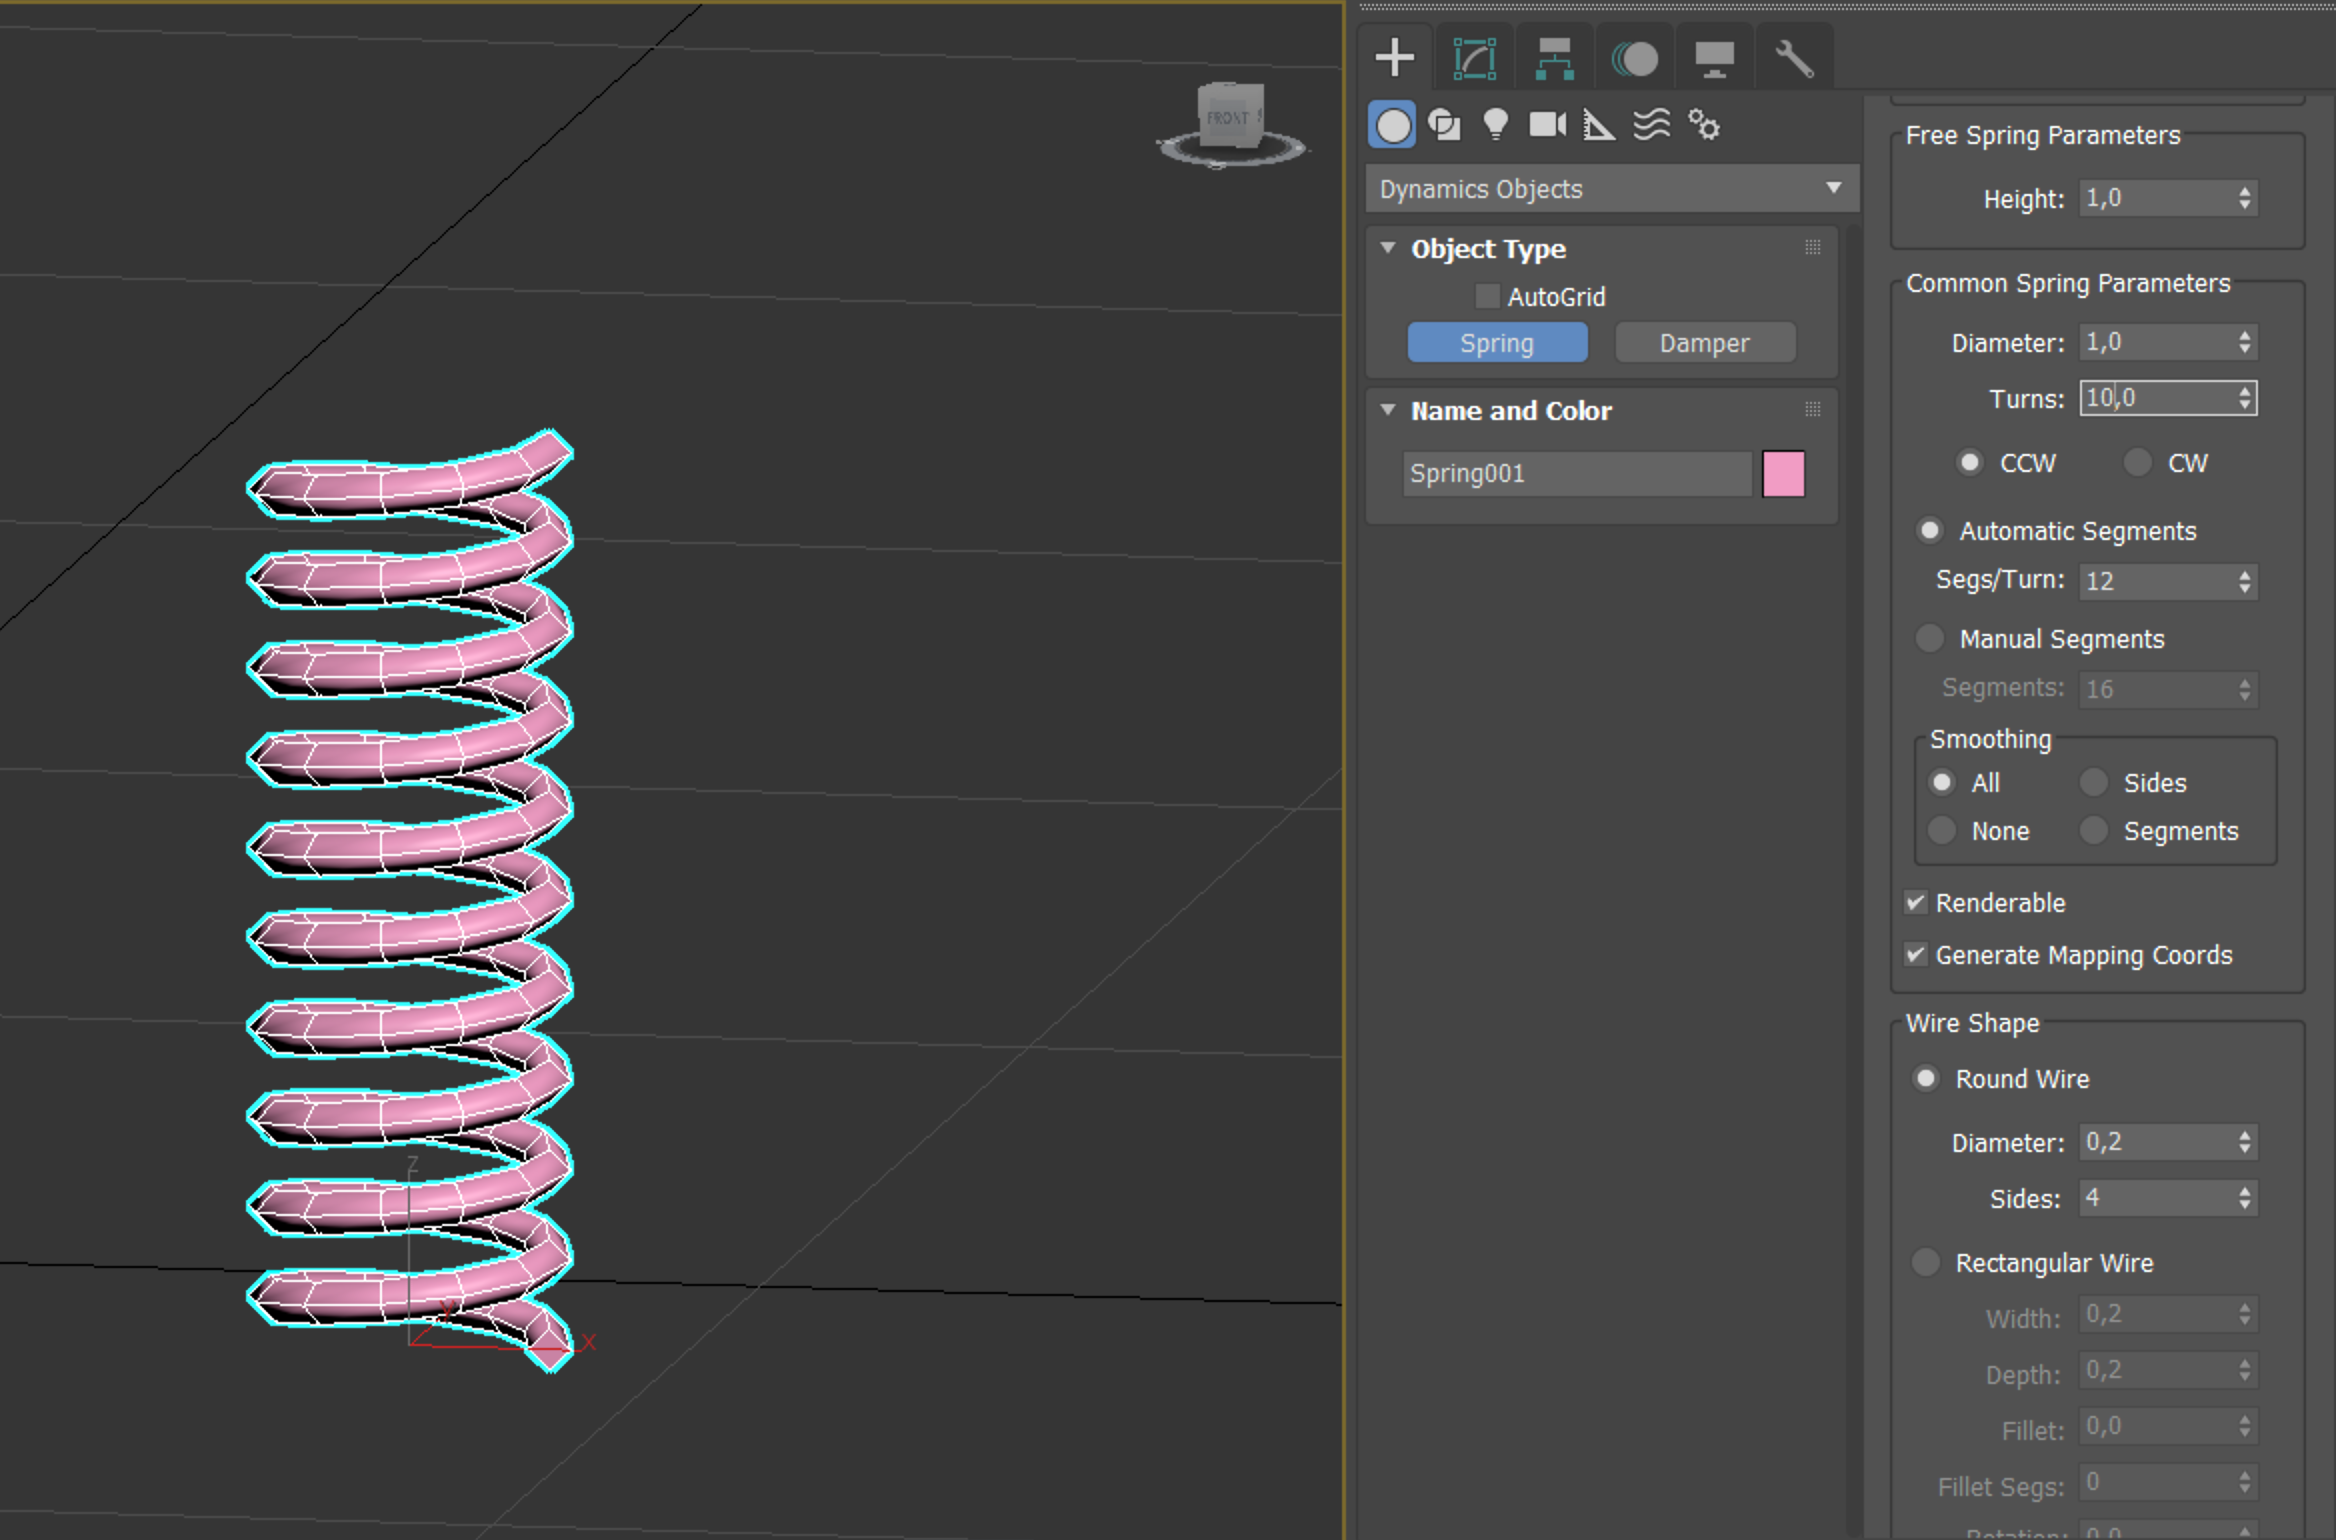 FRONT
Z
Y
X
Dynamics Objects
Object Type
AutoGrid
Spring Damper
Name and Color
Spring001
Free Spring Parameters
Height: 1,0
Common Spring Parameters
Diameter: 1,0
Turns: 10,0
CCW CW
Automatic Segments
Segs/Turn: 12
Manual Segments
Segments: 16
Smoothing
All Sides
None Segments
Renderable
Generate Mapping Coords
Wire Shape
Round Wire
Diameter: 0,2
Sides: 4
Rectangular Wire
Width: 0,2
Depth: 0,2
Fillet: 0,0
Fillet Segs: 0
Rotation: 0,0